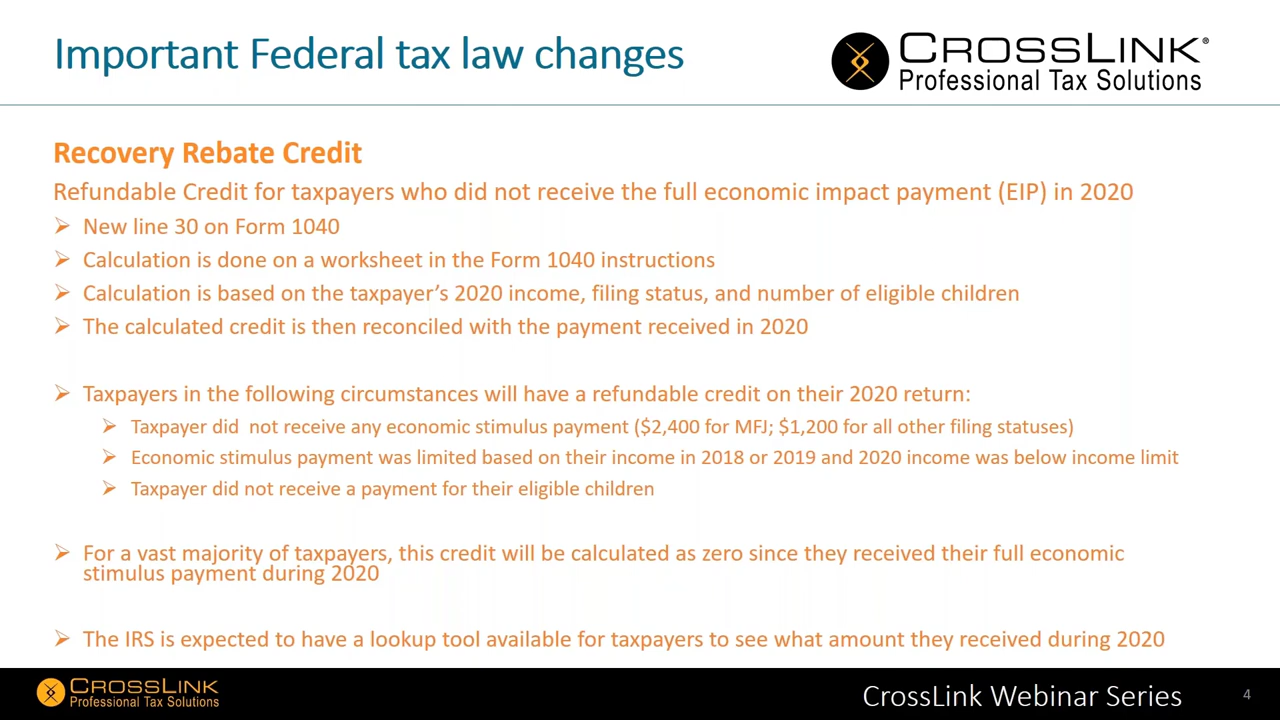 Important Federal tax law changes
CROSSLINK®
Professional Tax Solutions
Recovery Rebate Credit
Refundable Credit for taxpayers who did not receive the full economic impact payment (EIP) in 2020
➢ New line 30 on Form 1040
➢ Calculation is done on a worksheet in the Form 1040 instructions
➢ Calculation is based on the taxpayer’s 2020 income, filing status, and number of eligible children
➢ The calculated credit is then reconciled with the payment received in 2020
➢ Taxpayers in the following circumstances will have a refundable credit on their 2020 return:
➢ Taxpayer did  not receive any economic stimulus payment ($2,400 for MFJ; $1,200 for all other filing statuses)
➢ Economic stimulus payment was limited based on their income in 2018 or 2019 and 2020 income was below income limit
➢ Taxpayer did not receive a payment for their eligible children
➢ For a vast majority of taxpayers, this credit will be calculated as zero since they received their full economic
stimulus payment during 2020
➢ The IRS is expected to have a lookup tool available for taxpayers to see what amount they received during 2020
CROSSLINK
Professional Tax Solutions
CrossLink Webinar Series
4